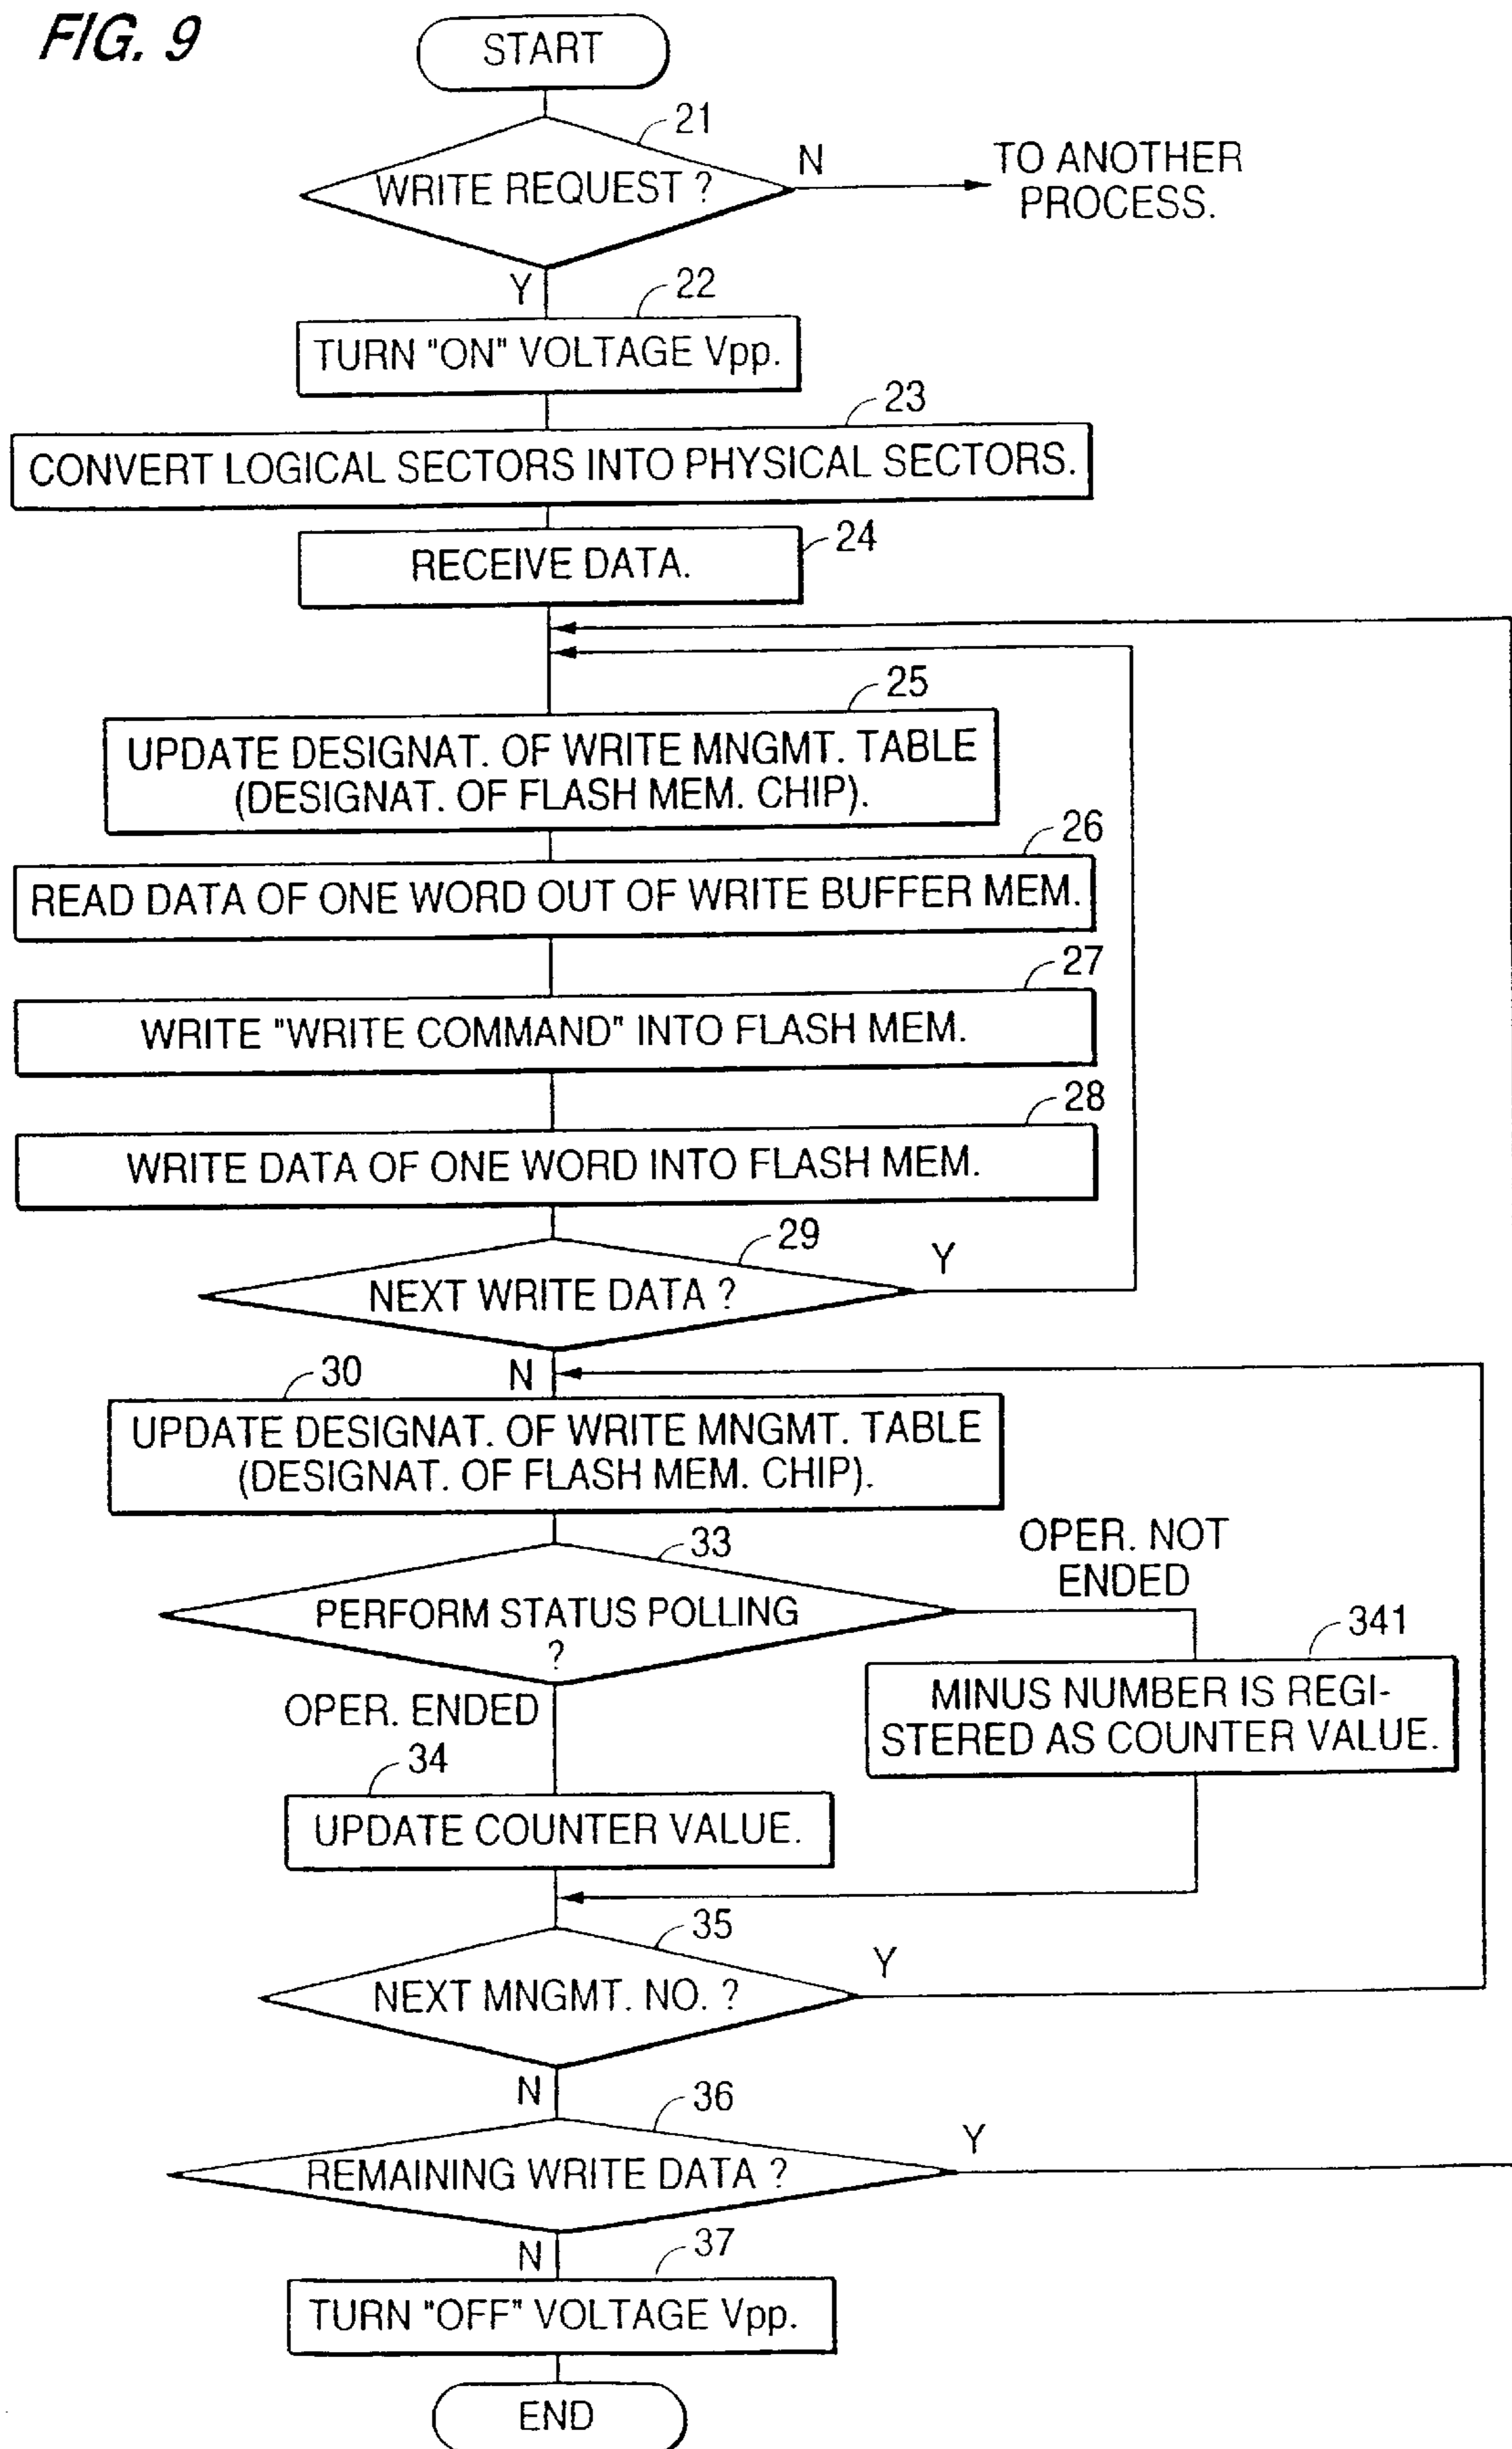 FIG. 9
START
21
WRITE REQUEST ?
N
TO ANOTHER
PROCESS.
Y
22
TURN "ON" VOLTAGE Vpp.
23
CONVERT LOGICAL SECTORS INTO PHYSICAL SECTORS.
24
RECEIVE DATA.
25
UPDATE DESIGNAT. OF WRITE MNGMT. TABLE
(DESIGNAT. OF FLASH MEM. CHIP).
26
READ DATA OF ONE WORD OUT OF WRITE BUFFER MEM.
27
WRITE "WRITE COMMAND" INTO FLASH MEM.
28
WRITE DATA OF ONE WORD INTO FLASH MEM.
29
NEXT WRITE DATA ?
Y
N
30
UPDATE DESIGNAT. OF WRITE MNGMT. TABLE
(DESIGNAT. OF FLASH MEM. CHIP).
33
PERFORM STATUS POLLING
?
OPER. NOT
ENDED
341
MINUS NUMBER IS REGI-
STERED AS COUNTER VALUE.
OPER. ENDED
34
UPDATE COUNTER VALUE.
35
NEXT MNGMT. NO. ?
Y
N
36
REMAINING WRITE DATA ?
Y
N
37
TURN "OFF" VOLTAGE Vpp.
END